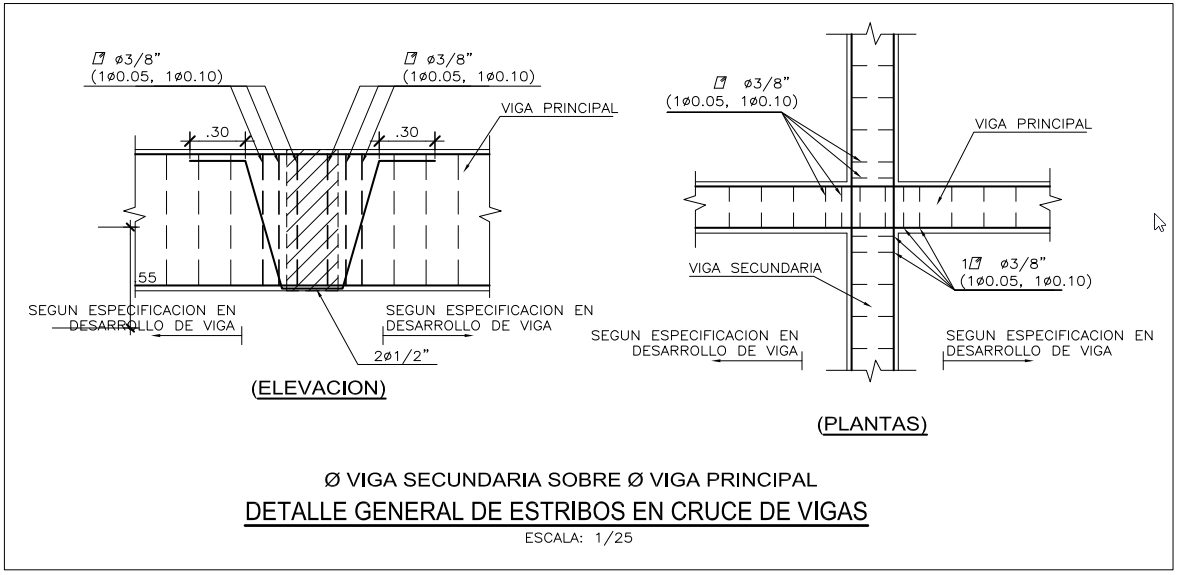 ø3/8"
(1ø0.05, 1ø0.10)
ø3/8"
(1ø0.05, 1ø0.10)
VIGA PRINCIPAL
.30
.30
.55
SEGUN ESPECIFICACION EN
DESARROLLO DE VIGA
SEGUN ESPECIFICACION EN
DESARROLLO DE VIGA
2ø1/2"
(ELEVACION)
ø3/8"
(1ø0.05, 1ø0.10)
VIGA PRINCIPAL
VIGA SECUNDARIA
1 ø3/8"
(1ø0.05, 1ø0.10)
SEGUN ESPECIFICACION EN
DESARROLLO DE VIGA
SEGUN ESPECIFICACION EN
DESARROLLO DE VIGA
(PLANTAS)
Ø VIGA SECUNDARIA SOBRE Ø VIGA PRINCIPAL
DETALLE GENERAL DE ESTRIBOS EN CRUCE DE VIGAS
ESCALA: 1/25